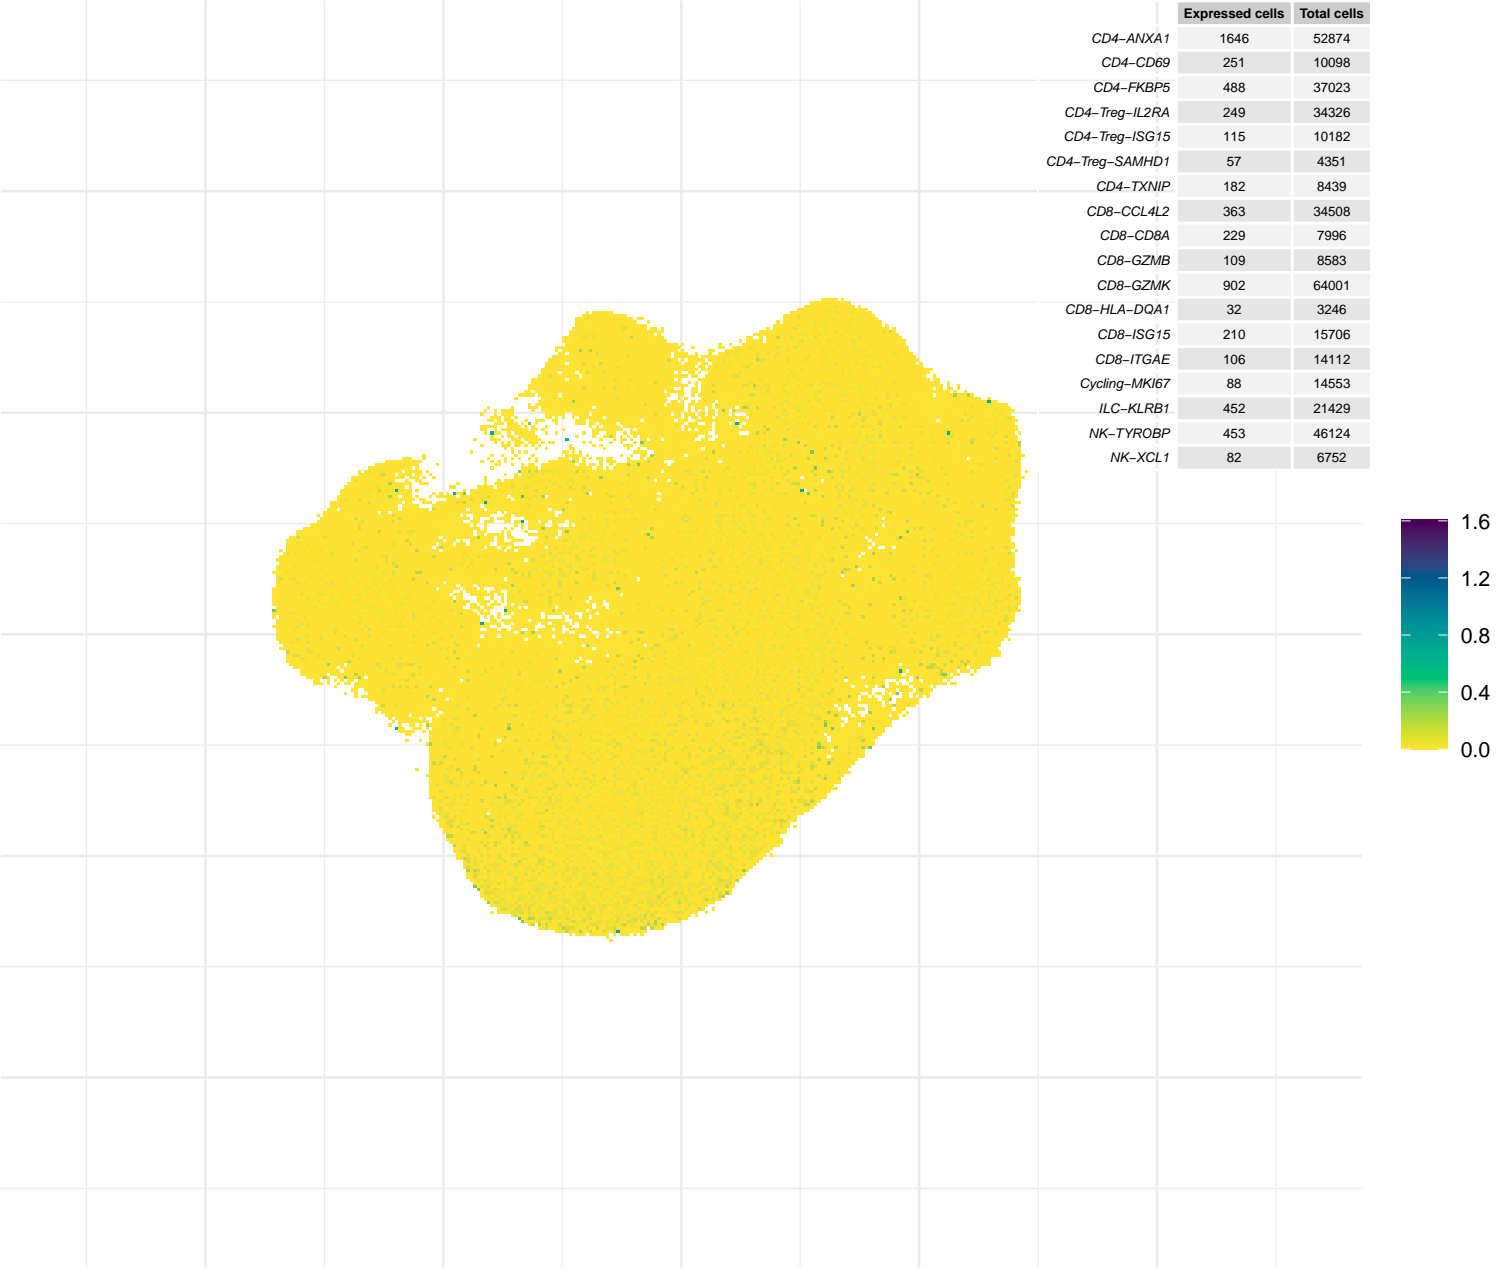 Expressed cells Total cells
CD4−ANXA1 1646 52874
CD4−CD69 251 10098
CD4−FKBP5 488 37023
CD4−Treg−IL2RA 249 34326
CD4−Treg−ISG15 115 10182
CD4−Treg−SAMHD1 57 4351
CD4−TXNIP 182 8439
CD8−CCL4L2 363 34508
CD8−CD8A 229 7996
CD8−GZMB 109 8583
CD8−GZMK 902 64001
CD8−HLA−DQA1 32 3246
CD8−ISG15 210 15706
CD8−ITGAE 106 14112
Cycling−MKI67 88 14553
ILC−KLRB1 452 21429
NK−TYROBP 453 46124
NK−XCL1 82 6752
1.6
1.2
0.8
0.4
0.0